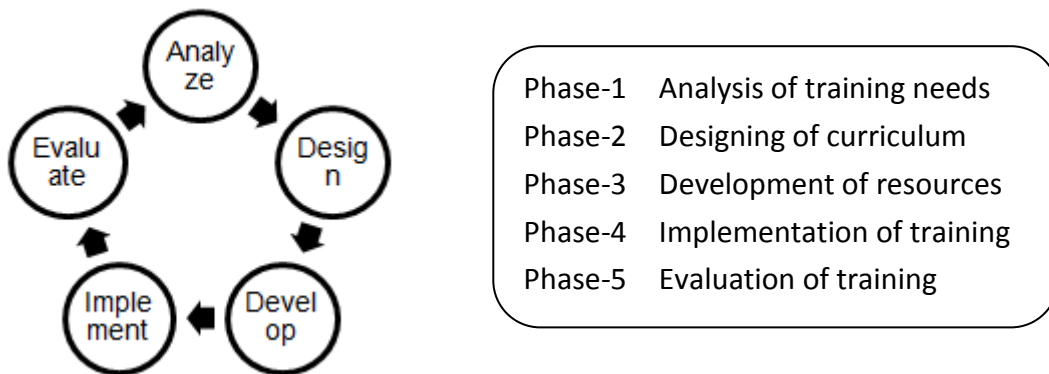 Analy
ze
Desig
n
Devel
op
Imple
ment
Evalu
ate
Phase-1 Analysis of training needs
Phase-2 Designing of curriculum
Phase-3 Development of resources
Phase-4 Implementation of training
Phase-5 Evaluation of training